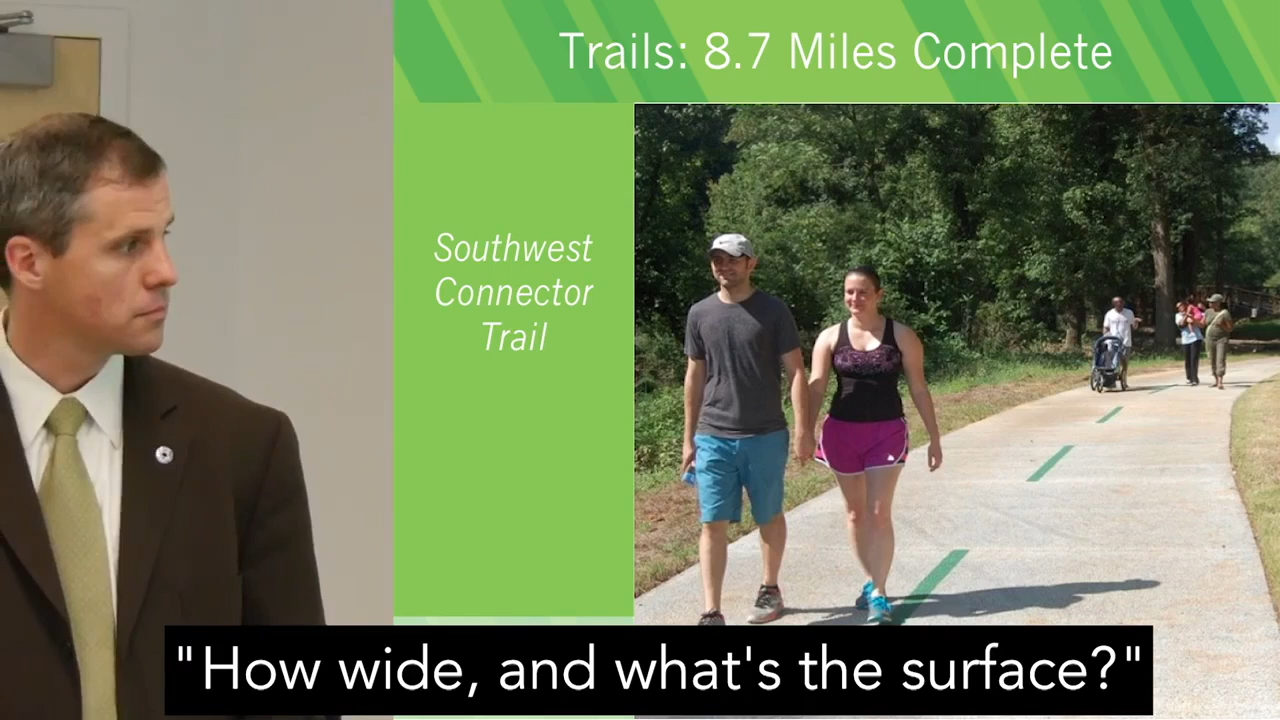 Trails: 8.7 Miles Complete
Southwest
Connector
Trail
"How wide, and what's the surface?"